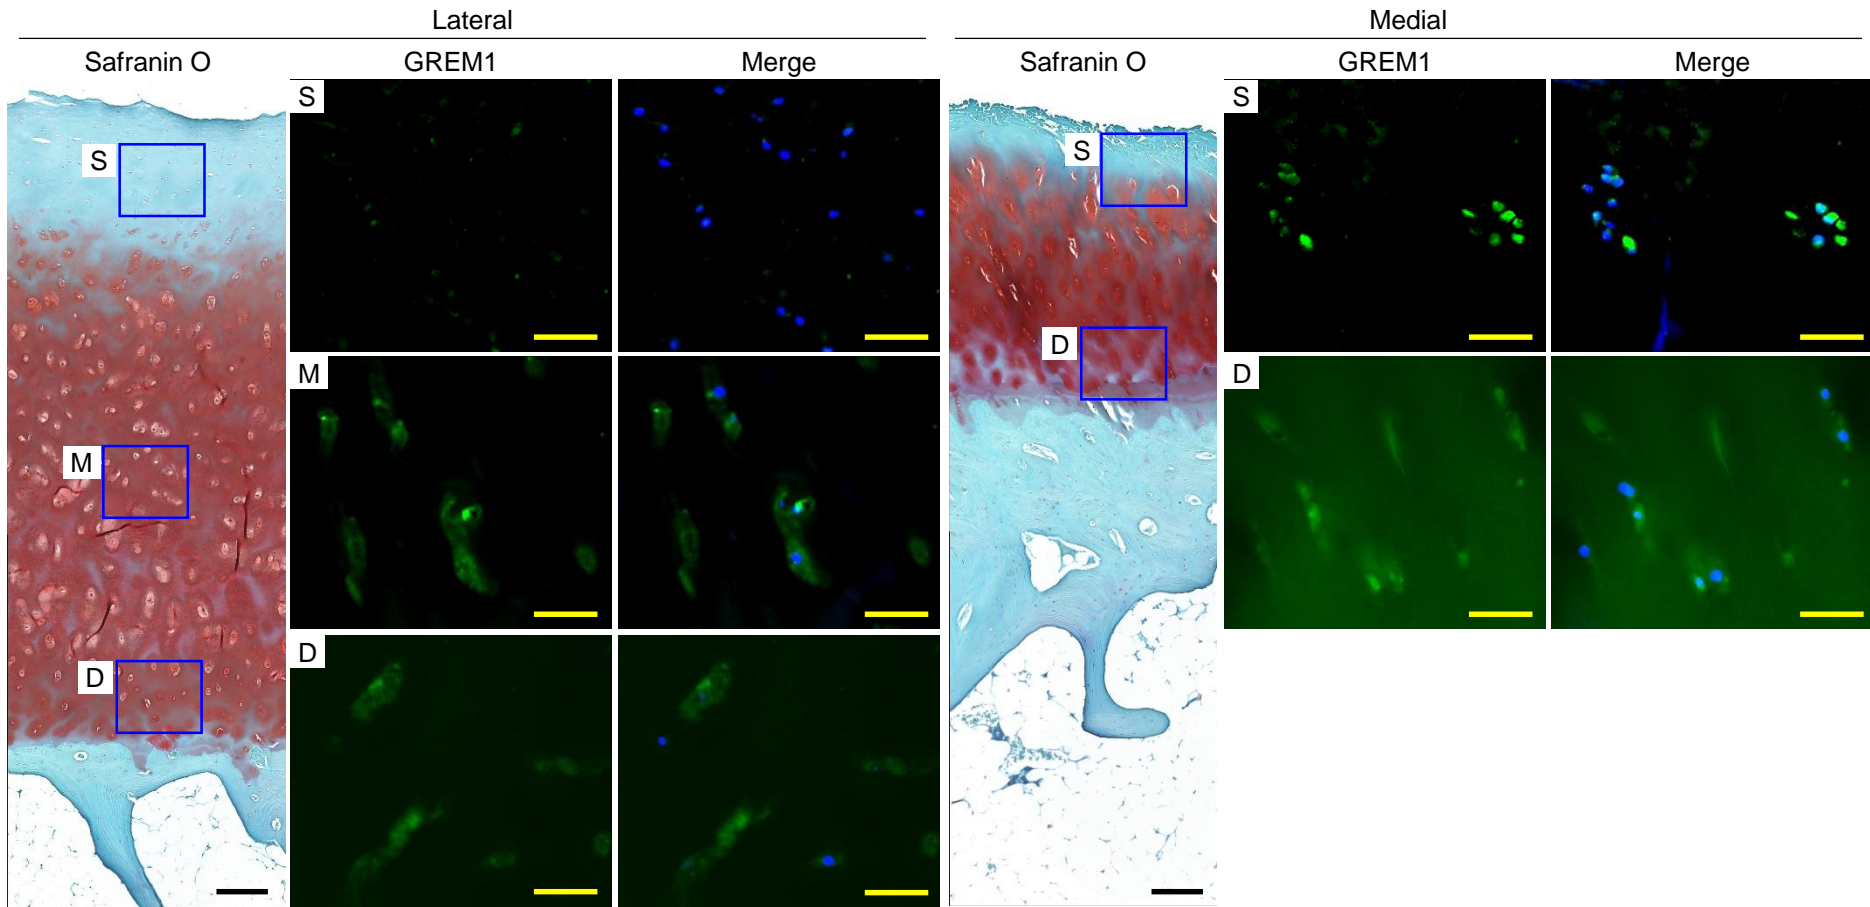 Lateral
Medial
Safranin O
GREM1
Merge
Safranin O
GREM1
Merge
S
S
S
S
M
M
D
D
D
D